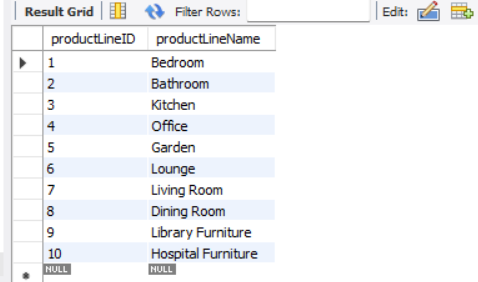 Result Grid Filter Rows: Edit:
productLineID productLineName
1 Bedroom
2 Bathroom
3 Kitchen
4 Office
5 Garden
6 Lounge
7 Living Room
8 Dining Room
9 Library Furniture
10 Hospital Furniture
NULL NULL